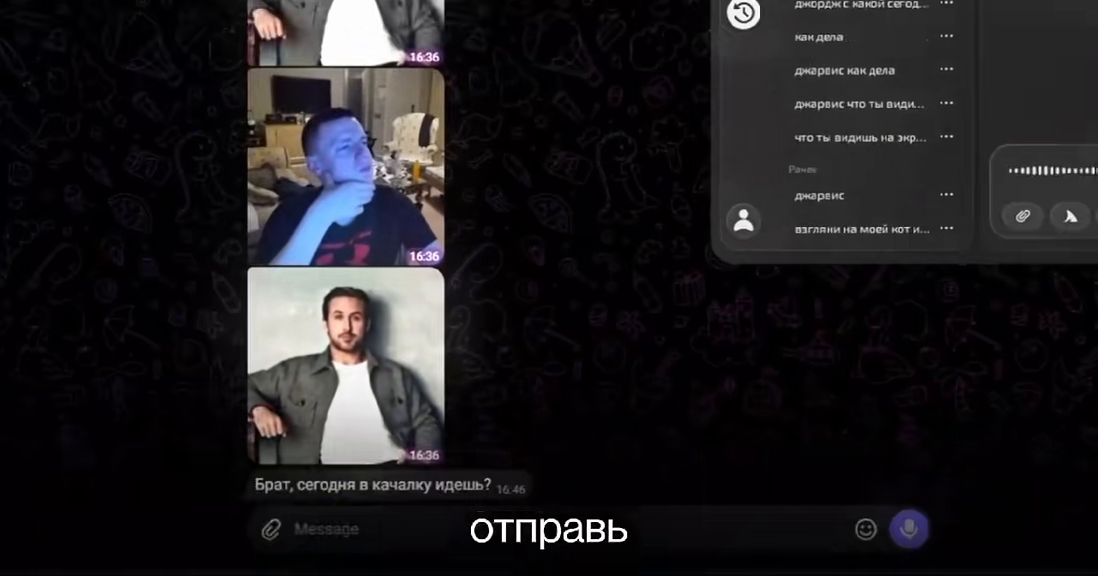 16:36
16:36
16:36
Брат, сегодня в качалку идешь? 16:46
Message
отправь
джордж с какой сегод...
как дела
джарвис как дела
джарвис что ты види...
что ты видишь на экр...
Ранее
джарвис
взгляни на моей кот и...